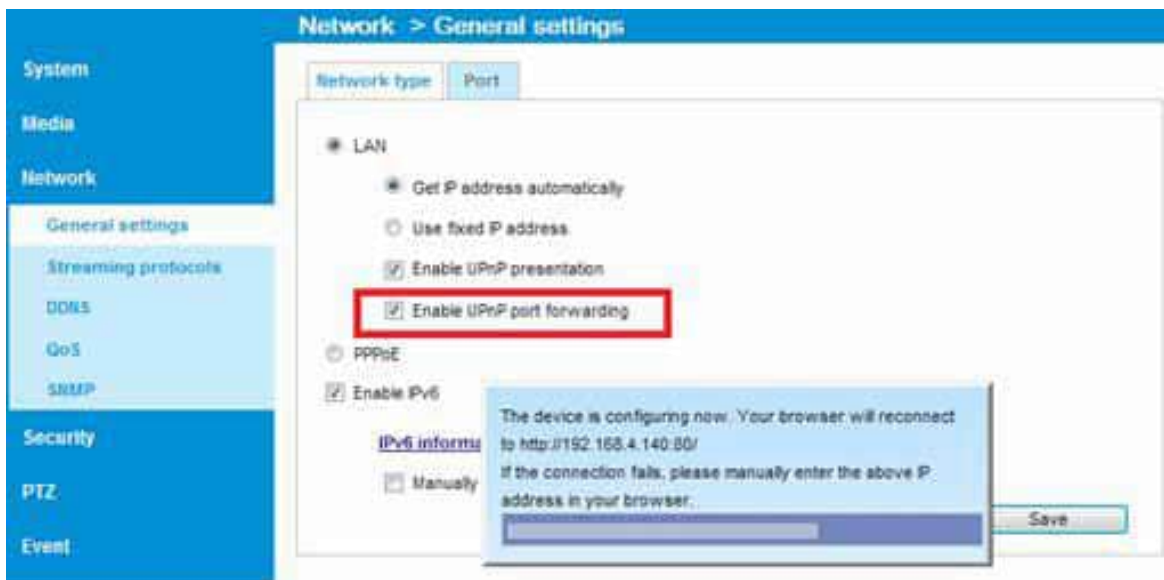 Network > General settings
System
Media
Network
General settings
Streaming protocols
DDNS
QoS
SNMP
Security
PTZ
Event
Network type
Port
LAN
Get IP address automatically
Use fixed IP address
Enable UPnP presentation
Enable UPnP port forwarding
PPPoE
Enable IPv6
IPv6 informa
Manually
The device is configuring now. Your browser will reconnect
to http://192.168.4.140:80/
If the connection fails, please manually enter the above IP
address in your browser.
Save